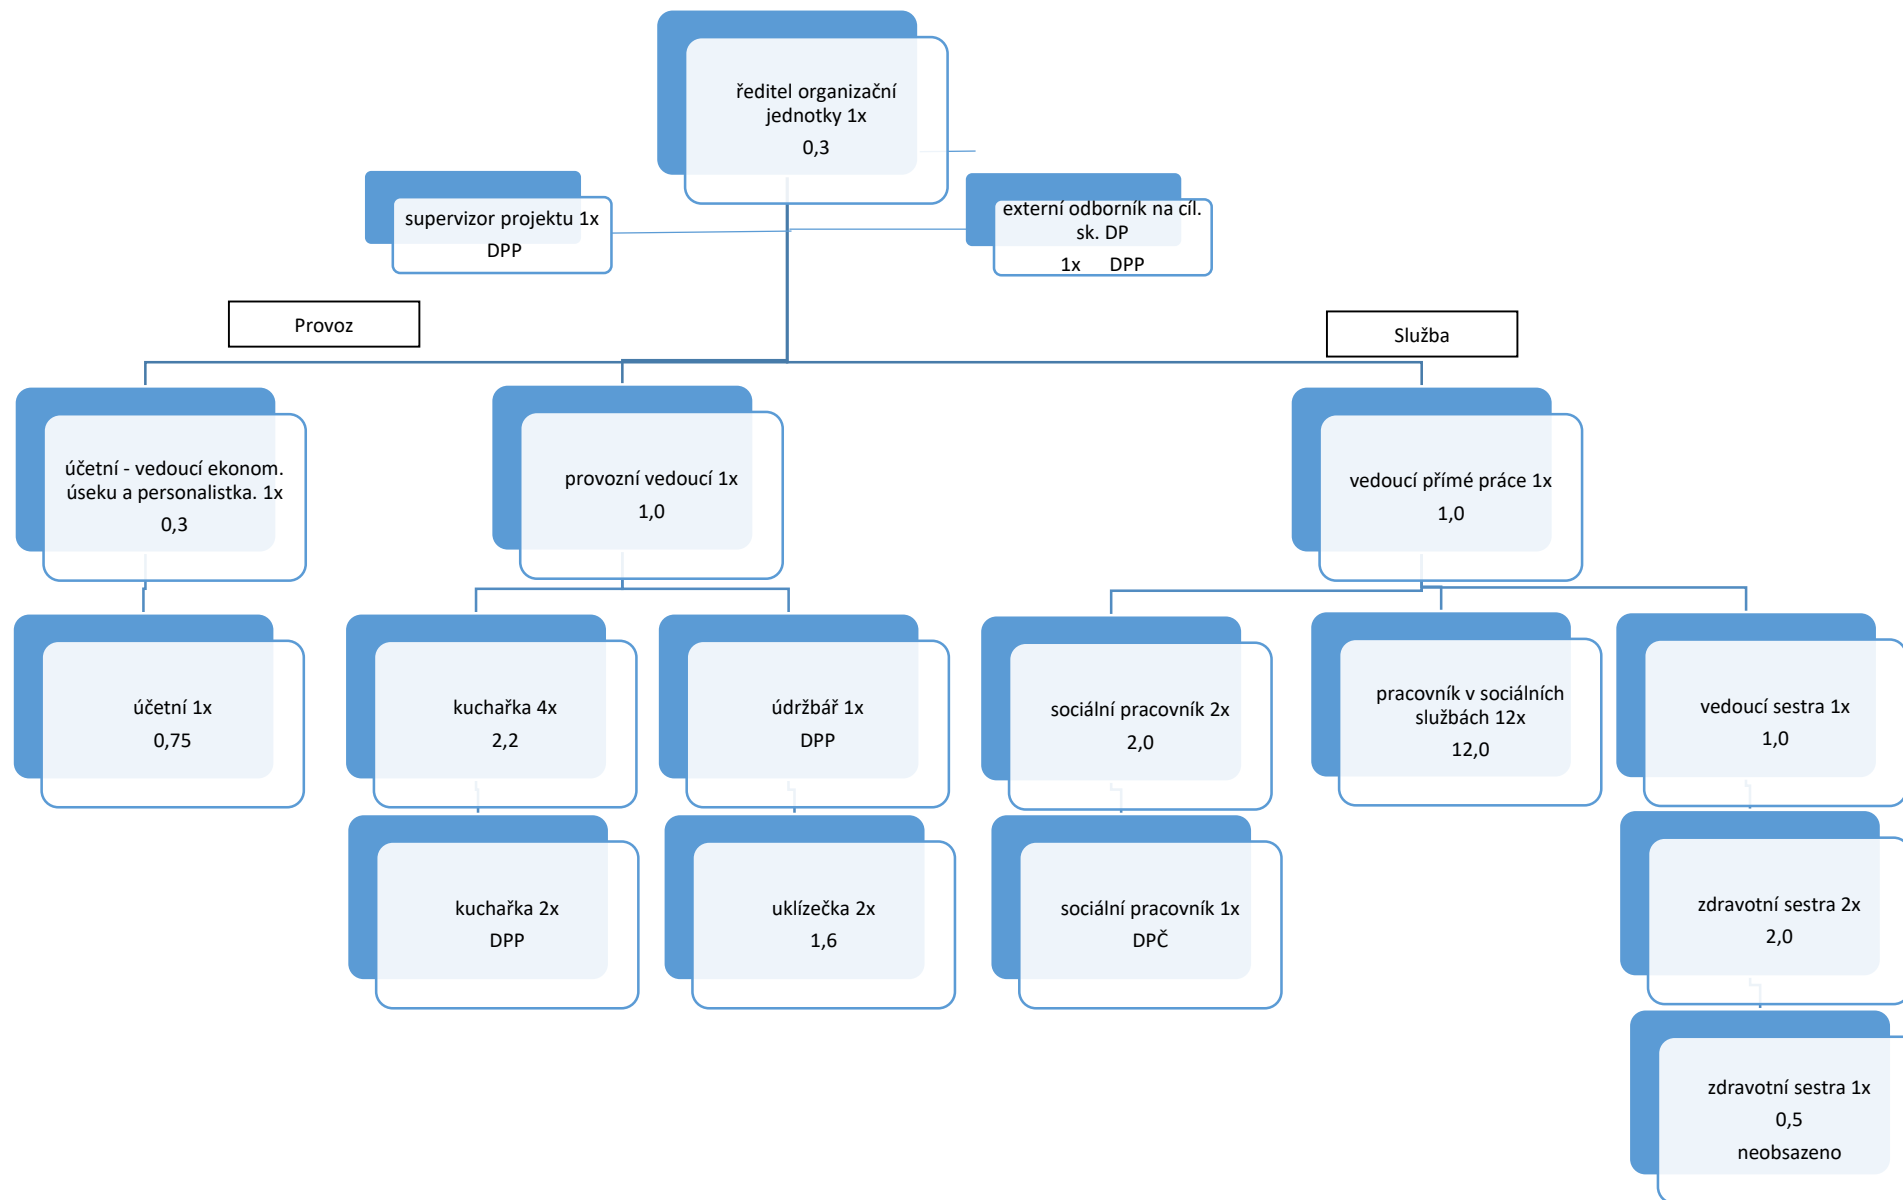 ředitel organizační
jednotky 1x
0,3
supervizor projektu 1x
DPP
externí odborník na cíl.
sk. DP
1x DPP
Provoz
Služba
účetní - vedoucí ekonom.
úseku a personalistka. 1x
0,3
provozní vedoucí 1x
1,0
vedoucí přímé práce 1x
1,0
účetní 1x
0,75
kuchařka 4x
2,2
údržbář 1x
DPP
sociální pracovník 2x
2,0
pracovník v sociálních
službách 12x
12,0
vedoucí sestra 1x
1,0
kuchařka 2x
DPP
uklízečka 2x
1,6
sociální pracovník 1x
DPČ
zdravotní sestra 2x
2,0
zdravotní sestra 1x
0,5
neobsazeno